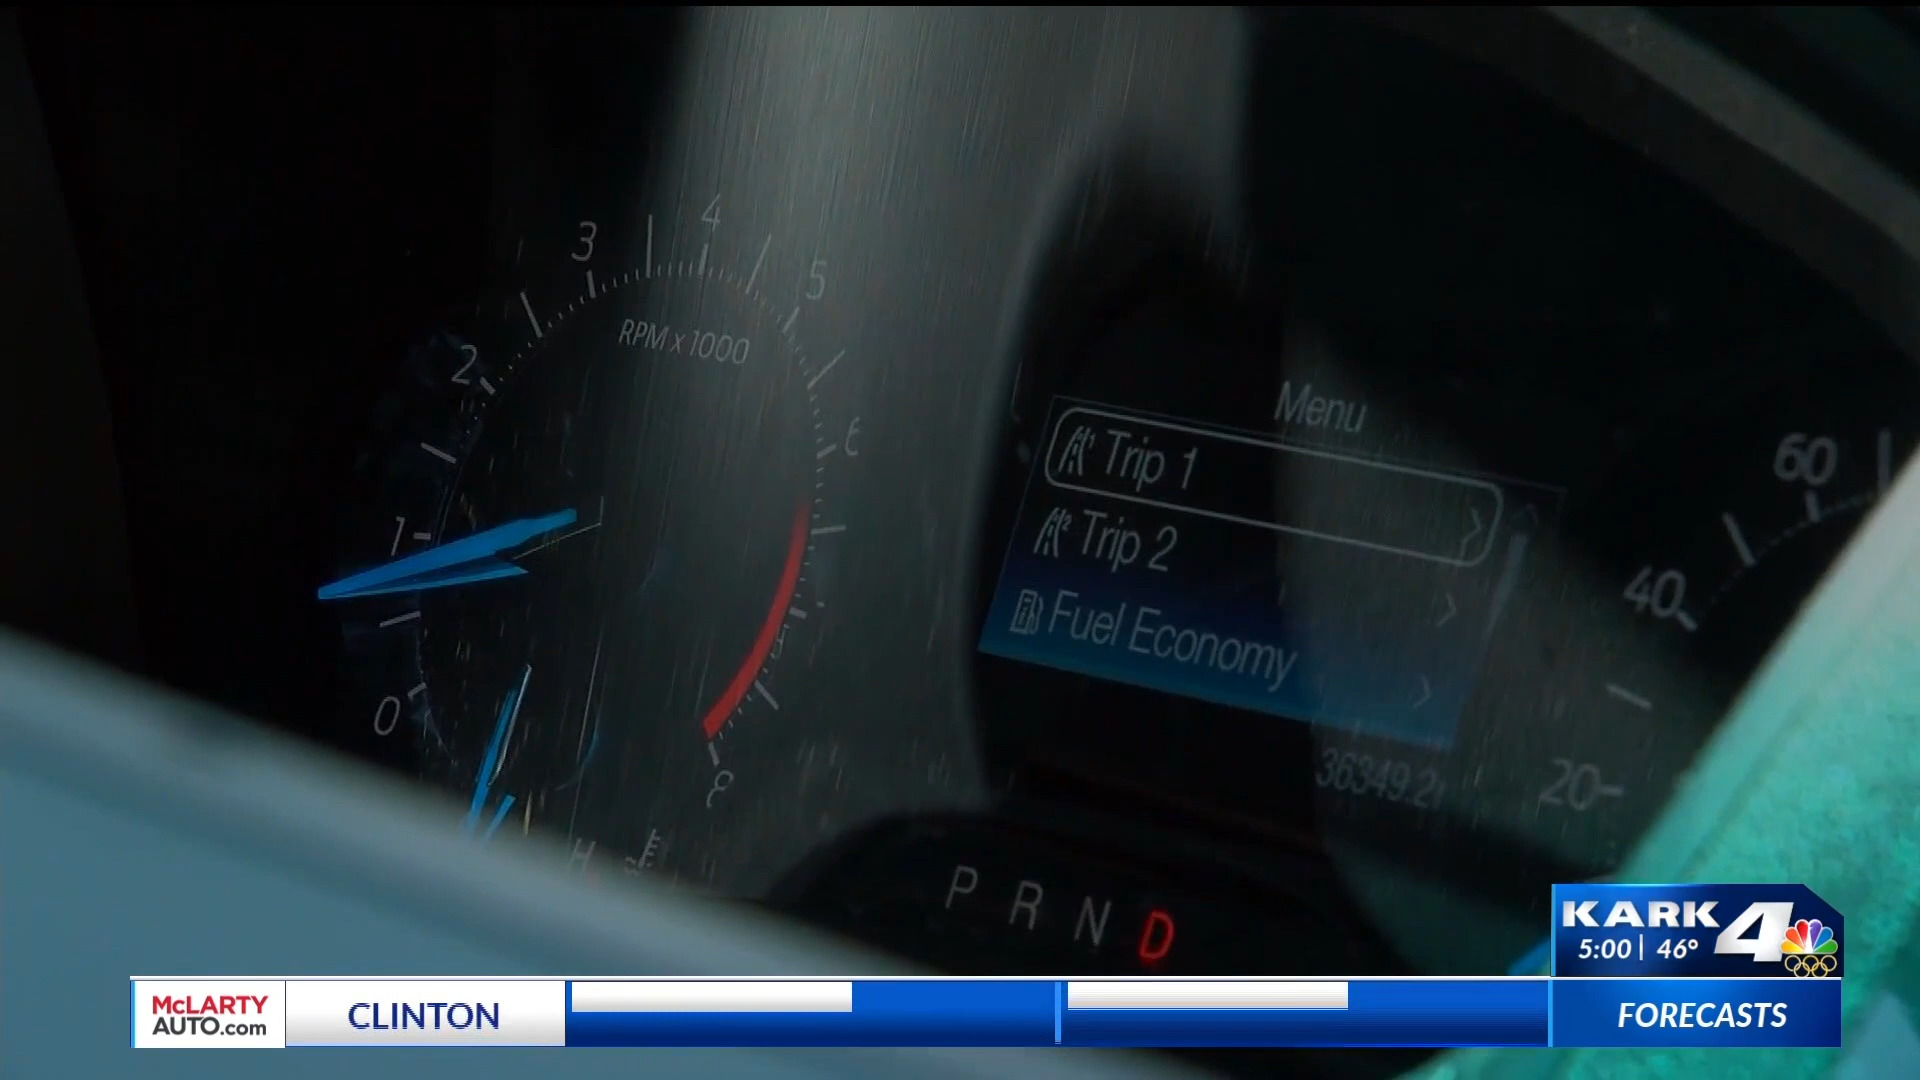 4
3
5
RPM x 1000
2
6
Menu
Trip 1
60
1
Trip 2
40
Fuel Economy
0
8
20
H
P R N D
KARK 4
5:00 | 46°
McLARTY
AUTO.com
CLINTON
FORECASTS